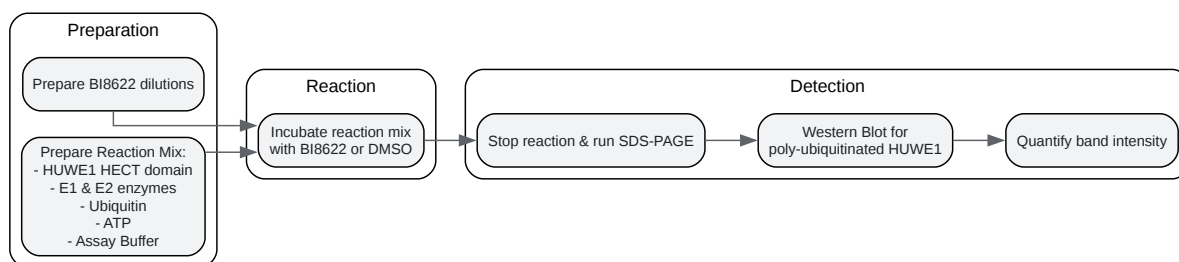 Preparation
Prepare BI8622 dilutions
Prepare Reaction Mix:
- HUWE1 HECT domain
- E1 & E2 enzymes
- Ubiquitin
- ATP
- Assay Buffer
Reaction
Incubate reaction mix
with BI8622 or DMSO
Detection
Stop reaction & run SDS-PAGE
Western Blot for
poly-ubiquitinated HUWE1
Quantify band intensity